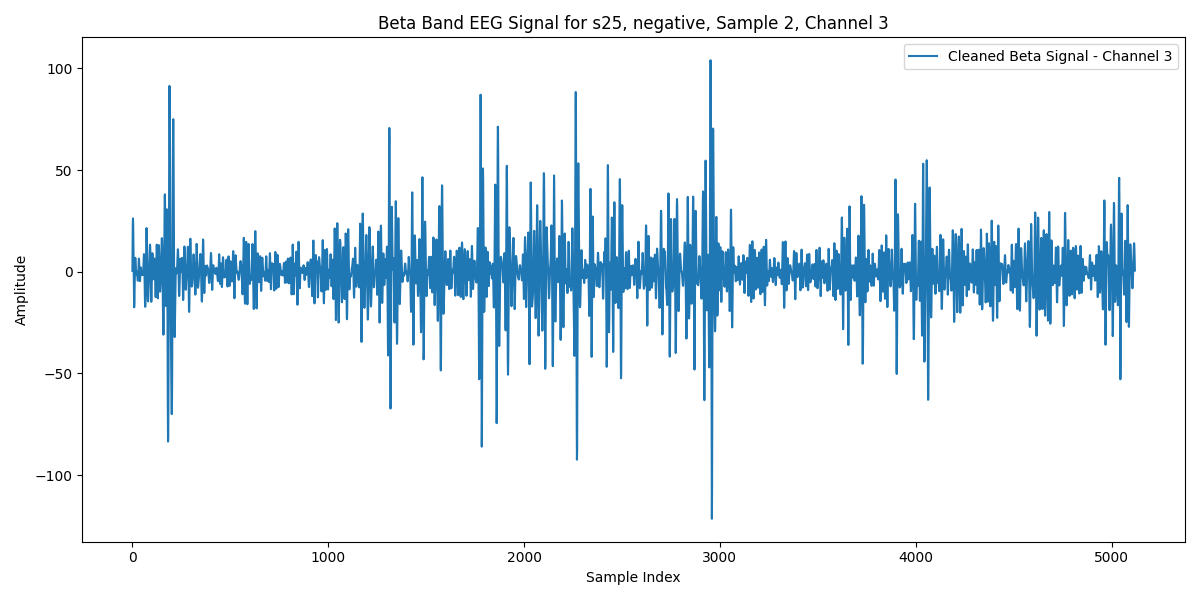 Beta Band EEG Signal for s25, negative, Sample 2, Channel 3
Cleaned Beta Signal - Channel 3
100
50
0
−50
−100
Amplitude
0 1000 2000 3000 4000 5000
Sample Index